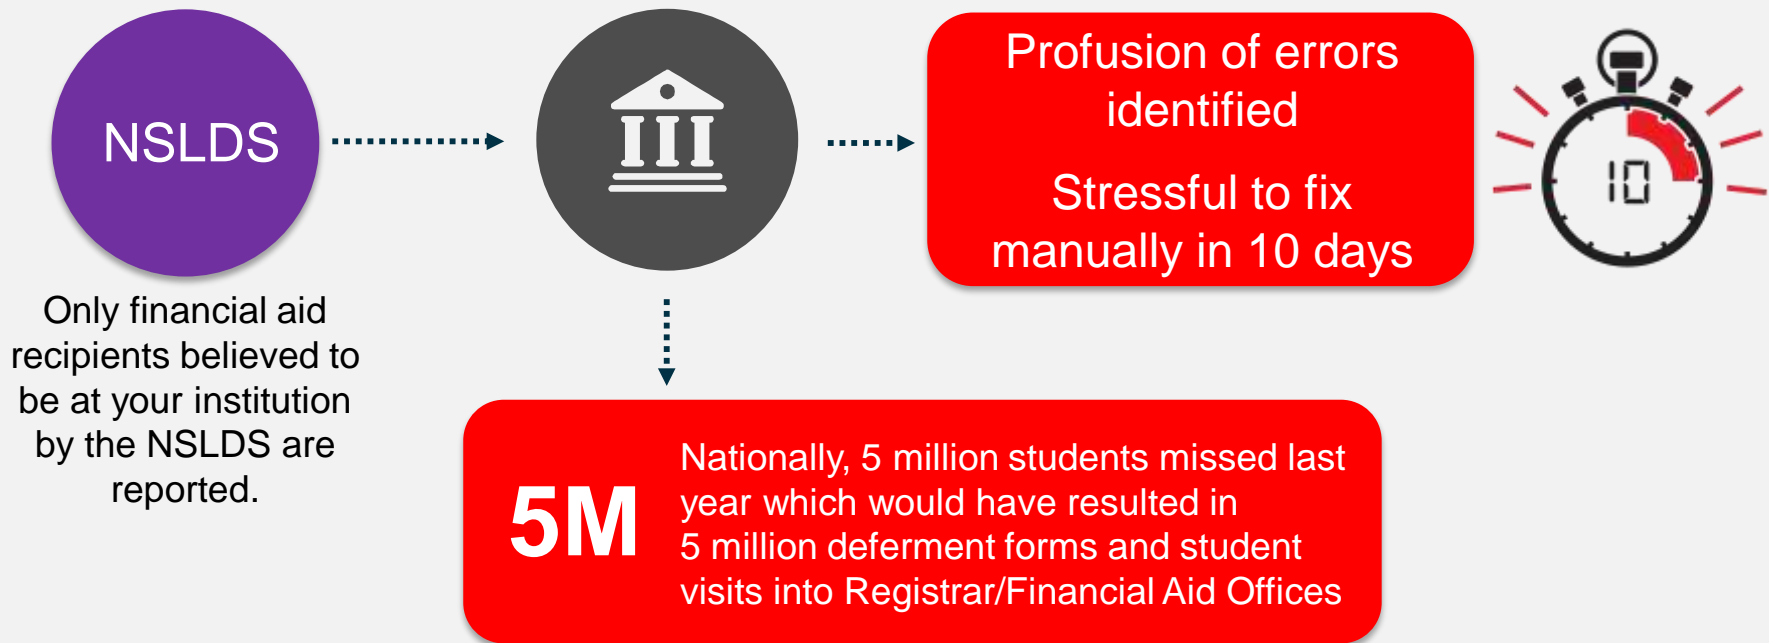 NSLDS
Only financial aid
recipients believed to
be at your institution
by the NSLDS are
reported.
Profusion of errors
identified
Stressful to fix
manually in 10 days
10
5M
Nationally, 5 million students missed last
year which would have resulted in
5 million deferment forms and student
visits into Registrar/Financial Aid Offices